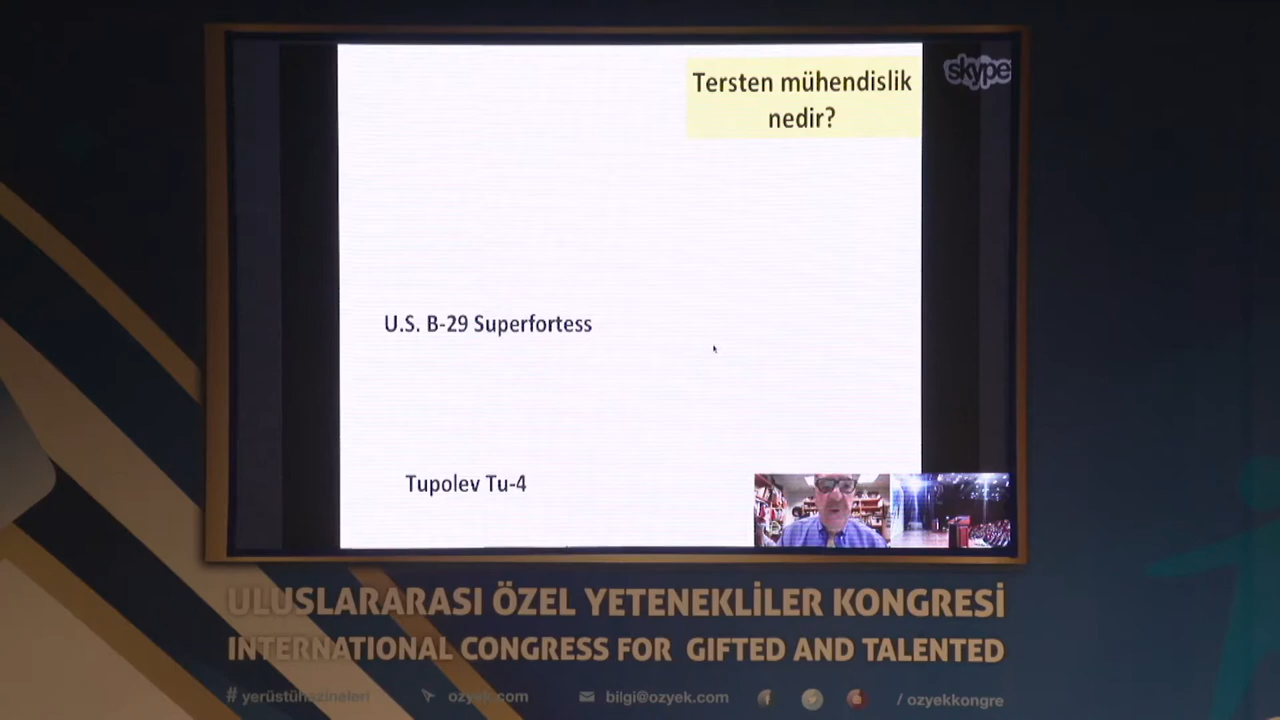 Tersten mühendislik
nedir?
skype
U.S. B-29 Superfortess
Tupolev Tu-4
ULUSLARARASI ÖZEL YETENEKLİLER KONGRESİ
INTERNATIONAL CONGRESS FOR GIFTED AND TALENTED
# yerüstühazineleri ozyek.com bilgi@ozyek.com / ozyekkongre